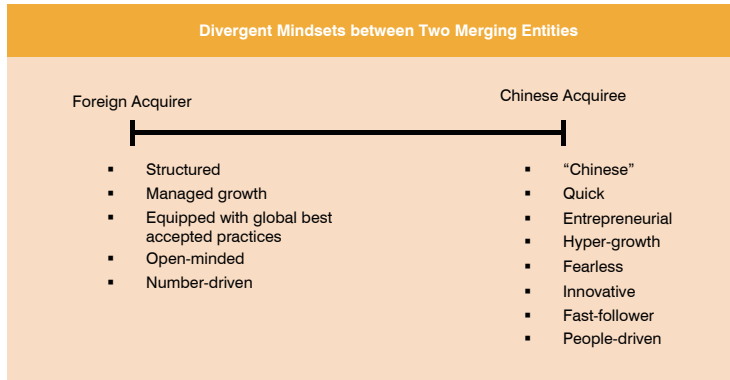 Divergent Mindsets between Two Merging Entities
Foreign Acquirer
▪ Structured
▪ Managed growth
▪ Equipped with global best
accepted practices
▪ Open-minded
▪ Number-driven
Chinese Acquiree
▪ “Chinese”
▪ Quick
▪ Entrepreneurial
▪ Hyper-growth
▪ Fearless
▪ Innovative
▪ Fast-follower
▪ People-driven